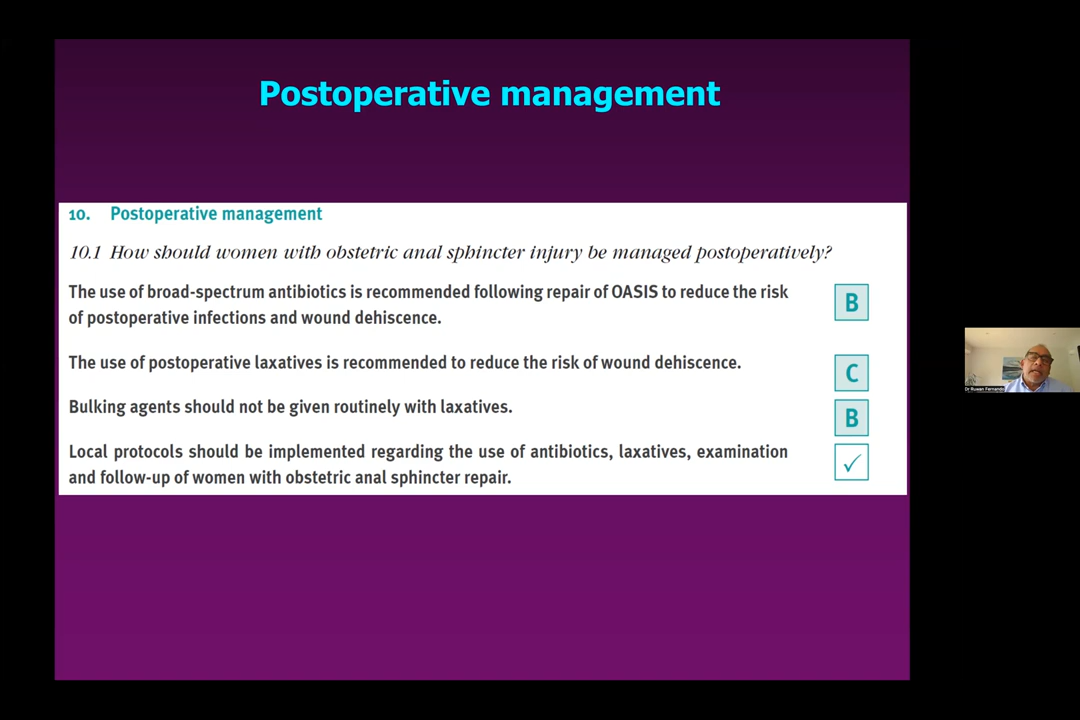 Postoperative management
10. Postoperative management
10.1 How should women with obstetric anal sphincter injury be managed postoperatively?
The use of broad-spectrum antibiotics is recommended following repair of OASIS to reduce the risk
of postoperative infections and wound dehiscence.
B
The use of postoperative laxatives is recommended to reduce the risk of wound dehiscence.
C
Bulking agents should not be given routinely with laxatives.
B
Local protocols should be implemented regarding the use of antibiotics, laxatives, examination
and follow-up of women with obstetric anal sphincter repair.
✓
Dr Ruwan Fernando